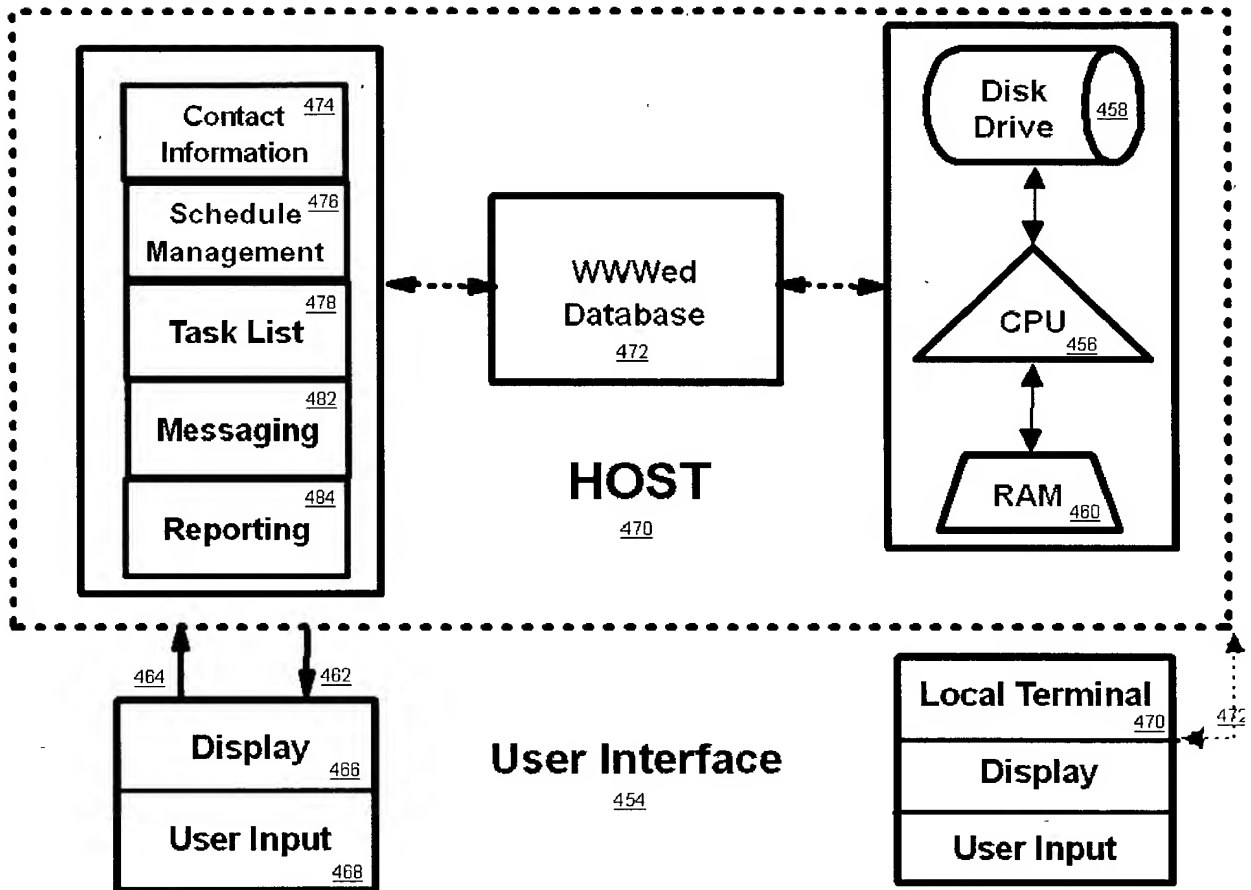 474
Contact
Information
476
Schedule
Management
478
Task List
482
Messaging
484
Reporting
WWWed
Database
472
HOST
470
Disk
Drive
458
CPU
456
RAM
460
464
462
Display
466
User Input
468
User Interface
454
Local Terminal
470
472
Display
User Input